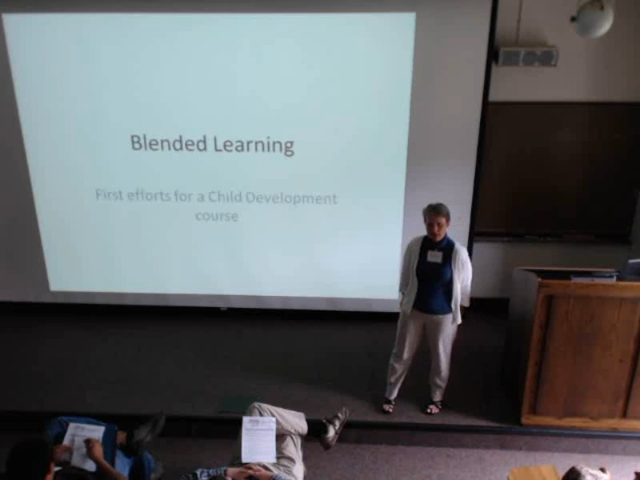 Blended Learning
First efforts for a Child Development
course